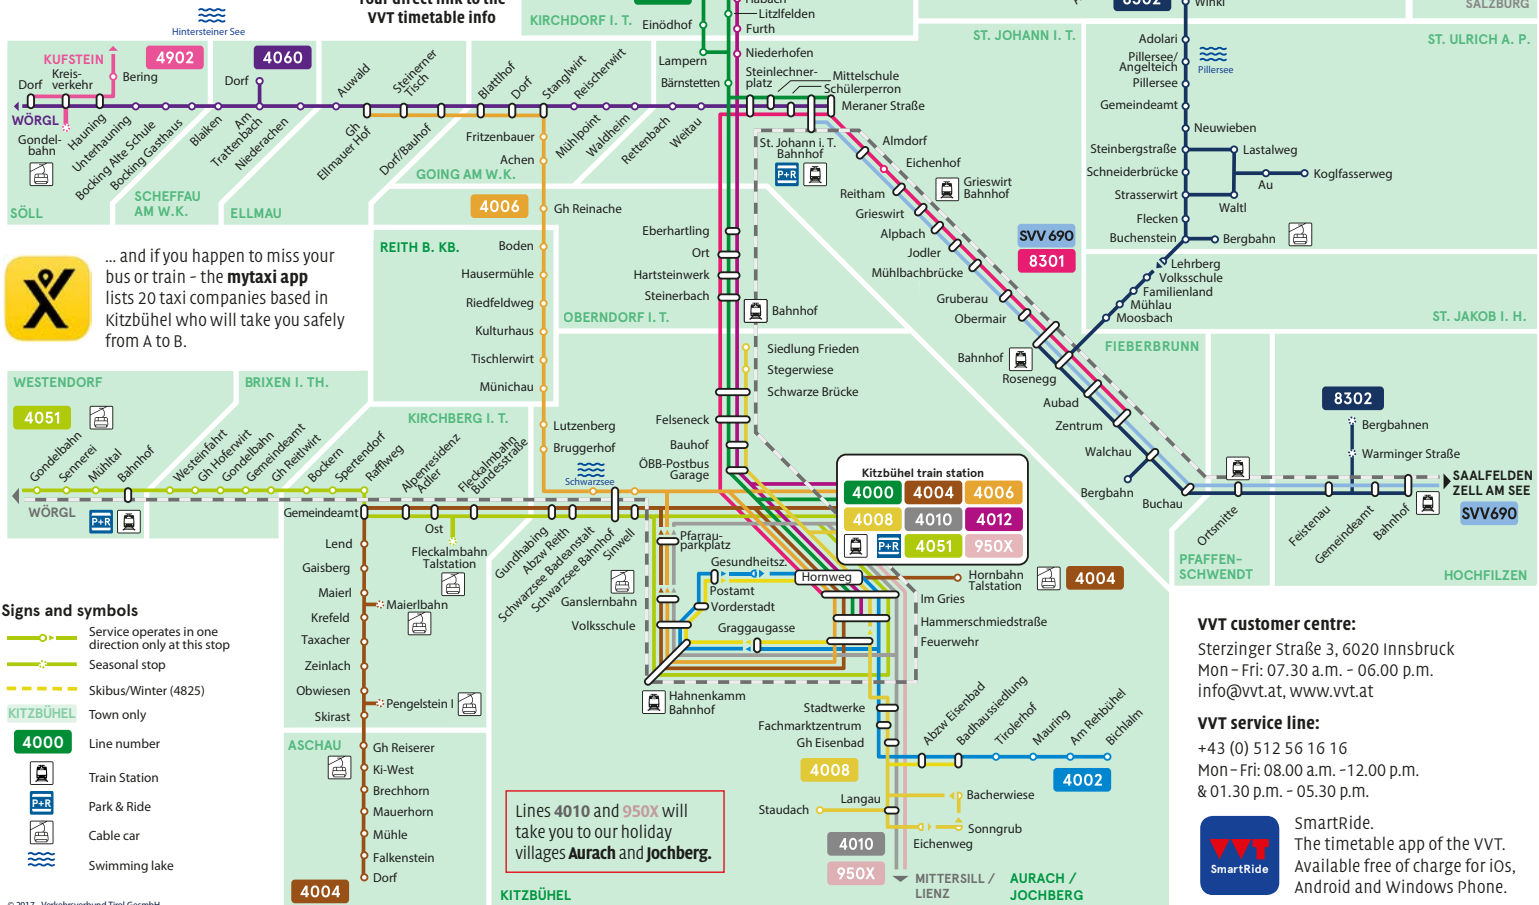 Your direct link to the
VVT timetable info
Hintersteiner See
KIRCHDORF I. T.
Einödhof
Habach
Litzlfelden
Furth
Niederhofen
Lampern
Bärnstetten
8302
Winkl
SALZBURG
ST. JOHANN I. T.
ST. ULRICH A. P.
Adolari
Pillersee/
Angelteich
Pillersee
Pillersee
Gemeindeamt
Neuwieben
Steinbergstraße
Lastalweg
Schneiderbrücke
Au
Koglfasserweg
Strasserwirt
Waltl
Flecken
Buchenstein
Bergbahn
Lehrberg
Volksschule
Familienland
Mühlau
Moosbach
ST. JAKOB I. H.
KUFSTEIN
4902
4060
Kreis-
verkehr
Dorf
Bering
WÖRGL
Gondel-
bahn
Hauning
Unterhauning
Bocking Alte Schule
Bocking Gasthaus
Blaiken
Dorf
Am
Trattenbach
Niederachen
Auwald
Gh
Ellmauer Hof
Steinerner
Tisch
Dorf/Bauhof
Blattlhof
Dorf
Stanglwirt
Reischerwirt
Mühlpoint
Waldheim
Rettenbach
Weitau
Steinlechner-
platz
Mittelschule
Schülerperron
Meraner Straße
St. Johann i. T.
Bahnhof
P+R
SÖLL
SCHEFFAU
AM W.K.
ELLMAU
GOING AM W.K.
Fritzenbauer
Achen
4006
Gh Reinache
REITH B. KB.
Boden
Hausermühle
Riedfeldweg
Kulturhaus
Tischlerwirt
Münichau
Lutzenberg
Bruggerhof
Schwarzsee
Eberhartling
Ort
Hartsteinwerk
Steinerbach
OBERNDORF I. T.
Bahnhof
Almdorf
Eichenhof
Grieswirt
Bahnhof
Reitham
Grieswirt
Alpbach
Jodler
Mühlbachbrücke
SVV 690
8301
Gruberau
Obermair
Bahnhof
Rosenegg
Aubad
Zentrum
Walchau
Bergbahn
Buchau
FIEBERBRUNN
8302
Bergbahnen
Warminger Straße
SAALFELDEN
ZELL AM SEE
SVV690
Ortsmitte
Feistenau
Gemeindeamt
Bahnhof
PFAFFEN-
SCHWENDT
HOCHFILZEN
... and if you happen to miss your
bus or train - the mytaxi app
lists 20 taxi companies based in
Kitzbühel who will take you safely
from A to B.
WESTENDORF
BRIXEN I. TH.
4051
KIRCHBERG I. T.
Gondelbahn
Sennerei
Mühltal
Bahnhof
Westeinfahrt
Gh Hoferwirt
Gondelbahn
Gemeindeamt
Gh Reitlwirt
Bockern
Spertendorf
Rafflweg
Alpenresidenz
Adler
Fleckalmbahn
Bundesstraße
WÖRGL
P+R
Gemeindeamt
Ost
Fleckalmbahn
Talstation
Gundhabing
Abzw Reith
Schwarzsee Badeanstalt
Schwarzsee Bahnhof
Sinwell
Lend
Gaisberg
Maierl
Maierlbahn
Krefeld
Taxacher
Zeinlach
Obwiesen
Pengelstein I
Skirast
ASCHAU
Gh Reiserer
Ki-West
Brechhorn
Mauerhorn
Mühle
Falkenstein
Dorf
4004
Siedlung Frieden
Stegerwiese
Schwarze Brücke
Felseneck
Bauhof
ÖBB-Postbus
Garage
Kitzbühel train station
4000 4004 4006
4008 4010 4012
P+R 4051 950X
Pfarrau-
parkplatz
Gesundheitsz.
Hornweg
Hornbahn
Talstation
4004
Postamt
Vorderstadt
Ganslernbahn
Volksschule
Graggaugasse
Im Gries
Hammerschmiedstraße
Feuerwehr
Hahnenkamm
Bahnhof
Stadtwerke
Fachmarktzentrum
Gh Eisenbad
4008
Abzw Eisenbad
Badhaussiedlung
Tirolerhof
Mauring
Am Rehbühel
Bichlalm
4002
Langau
Staudach
Bacherwiese
Sonngrub
Eichenweg
4010
950X
MITTERSILL /
LIENZ
AURACH /
JOCHBERG
KITZBÜHEL
Lines 4010 and 950X will
take you to our holiday
villages Aurach and Jochberg.
Signs and symbols
Service operates in one
direction only at this stop
Seasonal stop
Skibus/Winter (4825)
KITZBÜHEL Town only
4000 Line number
Train Station
P+R Park & Ride
Cable car
Swimming lake
© 2017 - Verkehrsverbund Tirol GesmbH
VVT customer centre:
Sterzinger Straße 3, 6020 Innsbruck
Mon – Fri: 07.30 a.m. - 06.00 p.m.
info@vvt.at, www.vvt.at
VVT service line:
+43 (0) 512 56 16 16
Mon – Fri: 08.00 a.m. -12.00 p.m.
& 01.30 p.m. - 05.30 p.m.
VVT
SmartRide
SmartRide.
The timetable app of the VVT.
Available free of charge for iOs,
Android and Windows Phone.